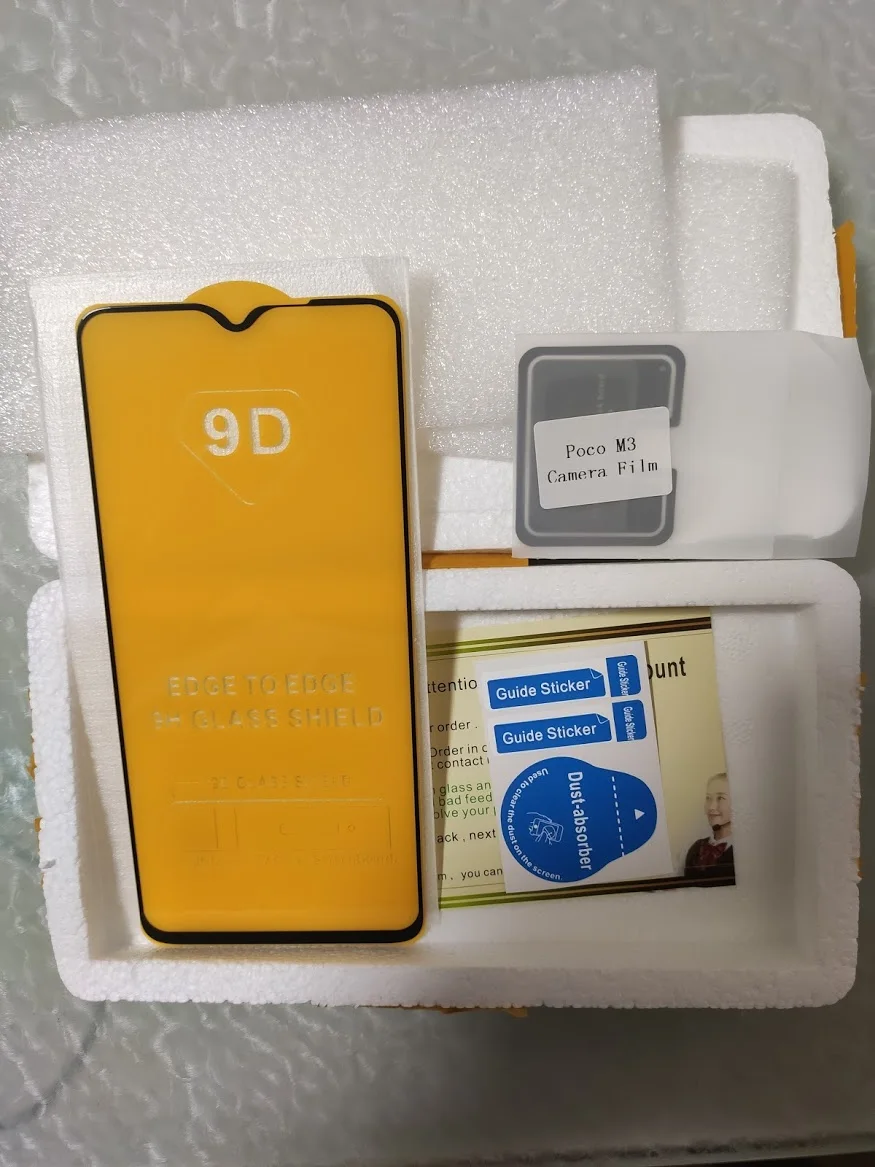 9D
EDGE TO EDGE
9H GLASS SHIELD
Poco M3
Camera Film
ount
ttentio
r order .
Order in c
contact
glass an
bad feed
olve your
ack , next
m , you can
Guide Sticker
Guide Sticker
Guide Sticker
Guide Sticker
Dust-absorber
Used to clear the dust on the screen.